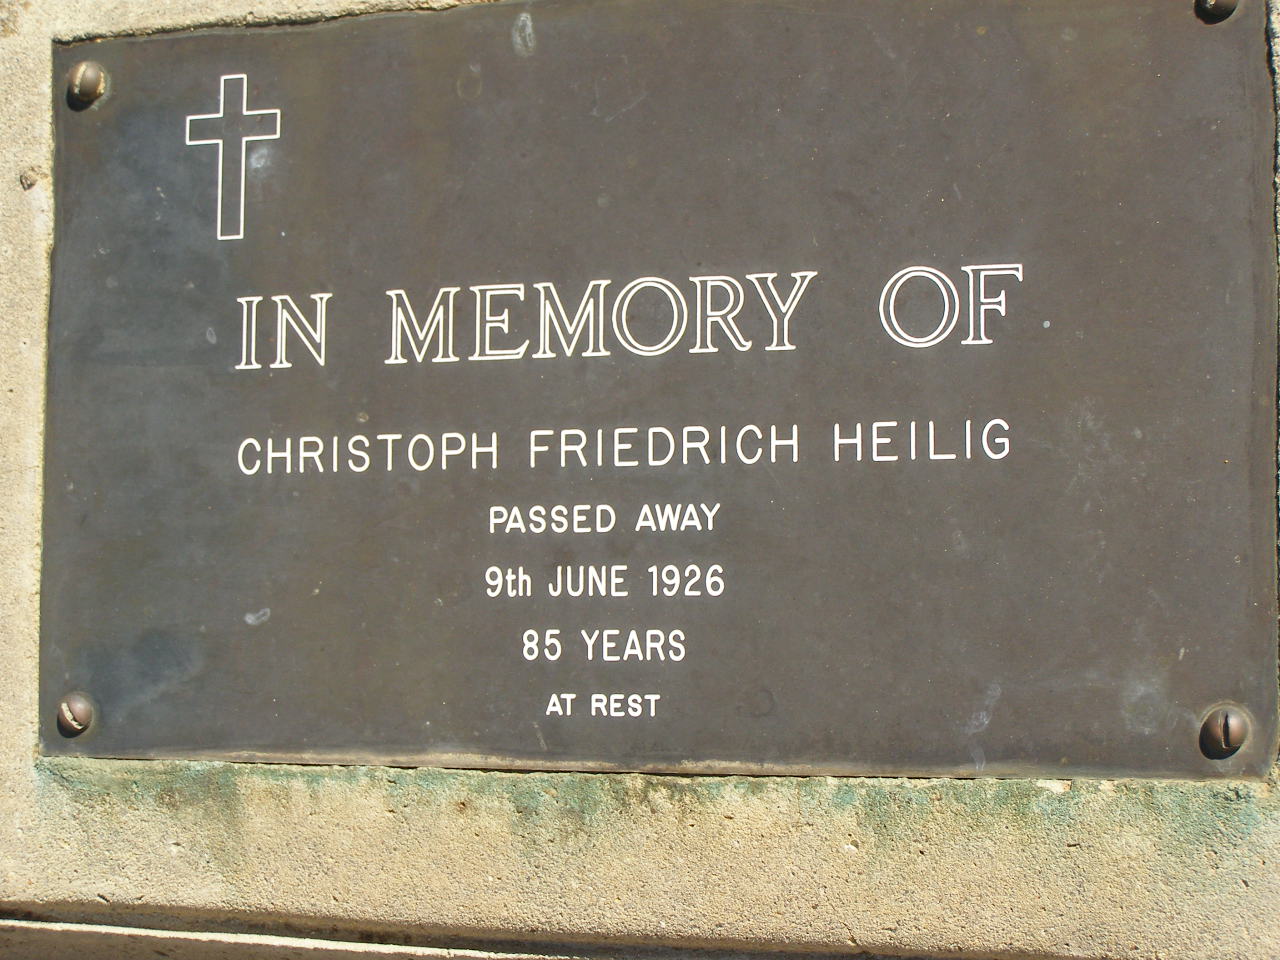 IN MEMORY OF
CHRISTOPH FRIEDRICH HEILIG
PASSED AWAY
9th JUNE 1926
85 YEARS
AT REST